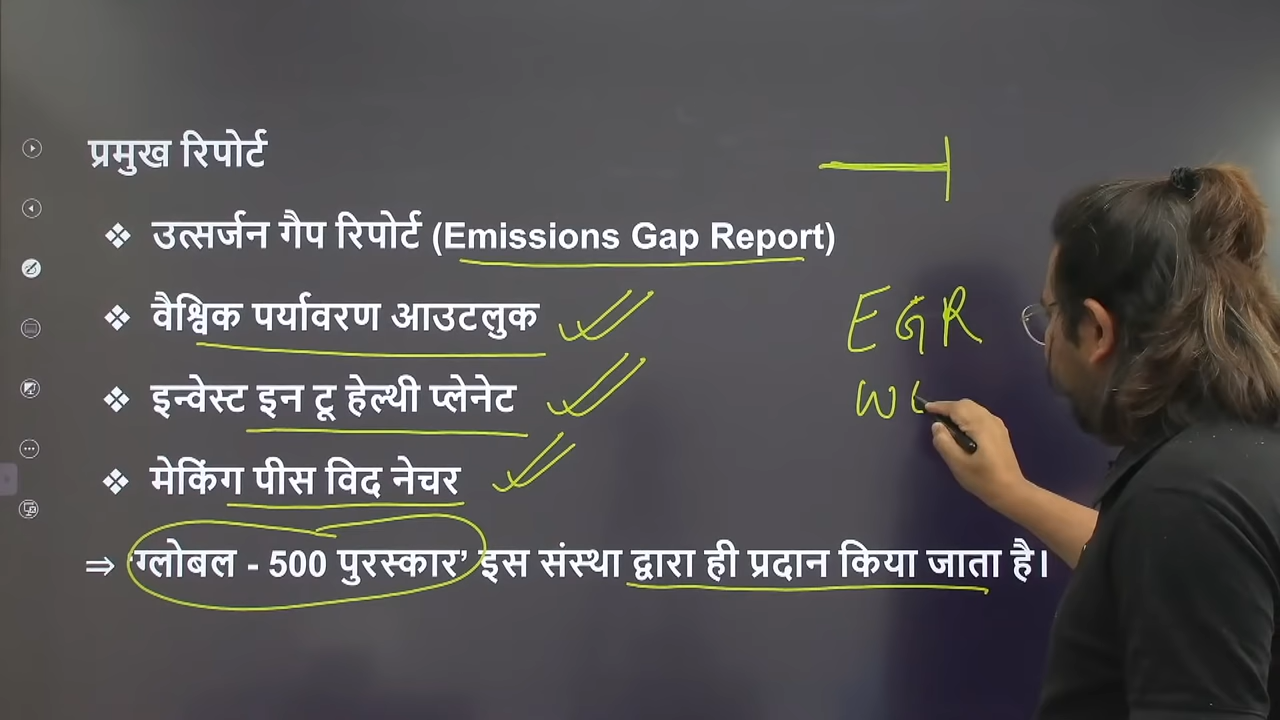 प्रमुख रिपोर्ट
❖ उत्सर्जन गैप रिपोर्ट (Emissions Gap Report)
❖ वैश्विक पर्यावरण आउटलुक
❖ इन्वेस्ट इन टू हेल्थी प्लेनेट
❖ मेकिंग पीस विद नेचर
⇒ 'ग्लोबल - 500 पुरस्कार’ इस संस्था द्वारा ही प्रदान किया जाता है।
EGR
W